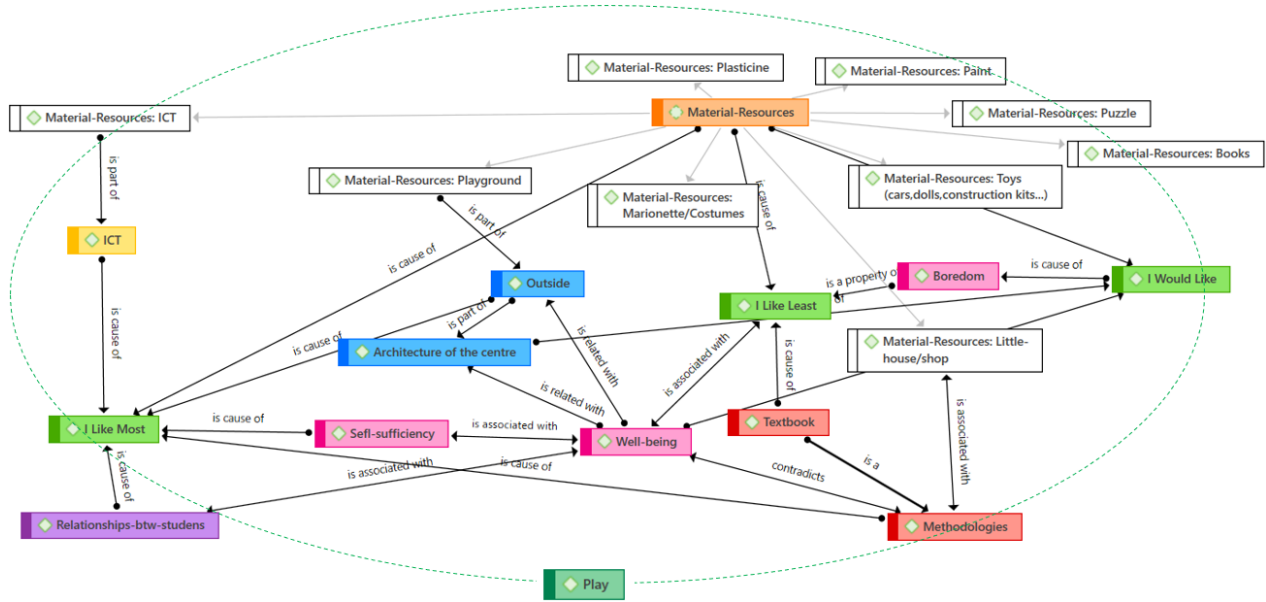 Material-Resources: Plasticine
Material-Resources: Paint
Material-Resources: ICT
Material-Resources
Material-Resources: Puzzle
Material-Resources: Books
is part of
Material-Resources: Playground
Material-Resources:
Marionette/Costumes
is cause of
Material-Resources: Toys
(cars,dolls,construction kits...)
ICT
is part of
is cause of
Outside
is a property of
Boredom
is cause of
I Would Like
I Like Least
of
is cause of
is part of
is cause of
Architecture of the centre
is related with
is associated with
is cause of
Material-Resources: Little-
house/shop
is related with
is associated with
I Like Most
is cause of
Sefl-sufficiency
is associated with
Well-being
Textbook
is cause of
is associated with
is cause of
contradicts
is a
Relationships-btw-studens
Methodologies
Play